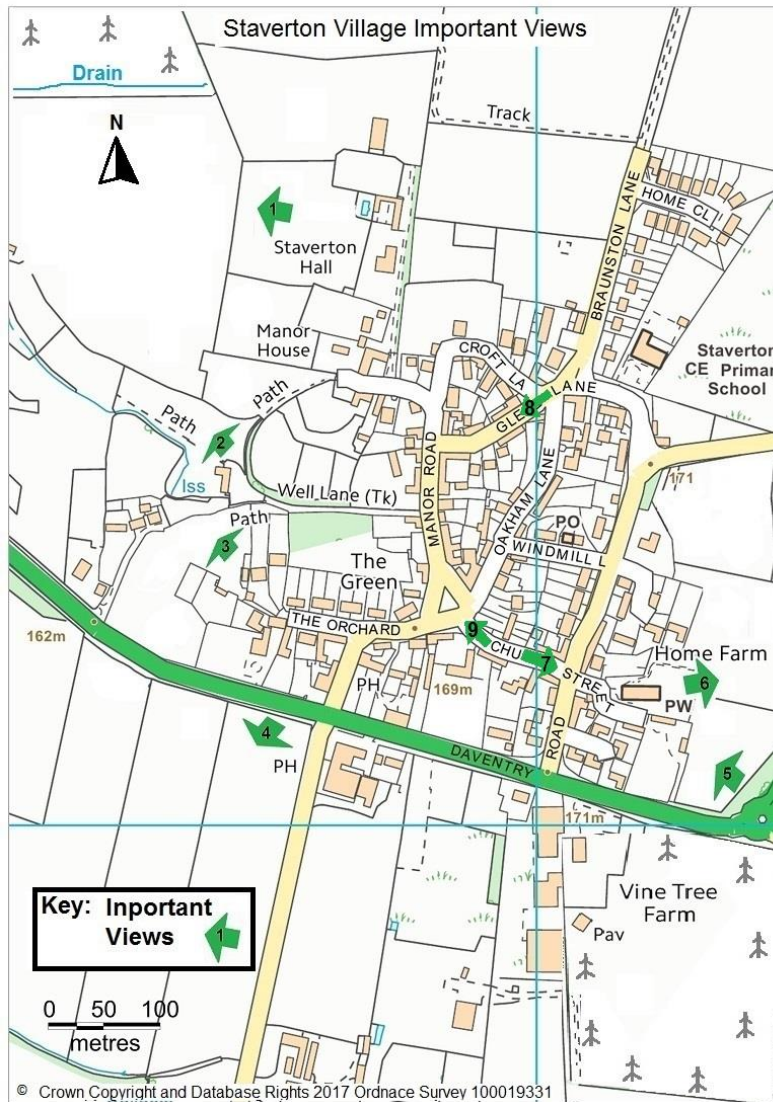 Staverton Village Important Views
Drain
N
Track
HOME CL
1
Staverton
Hall
BRAUNSTON LANE
Manor
House
CROFT LA
Staverton
CE Primary
School
GLE LANE
8
Path
Path
2
MANOR ROAD
171
Iss
Well Lane (Tk)
OAKHAM LANE
PO
Path
WINDMILL L
3
The
Green
THE ORCHARD
9
CHU STREET
7
162m
Home Farm
6
PH
169m
PW
4
PH
DAVENTRY
ROAD
5
171m
Vine Tree
Farm
Key: Inportant
Views
1
Pav
0 50 100
metres
© Crown Copyright and Database Rights 2017 Ordnace Survey 100019331